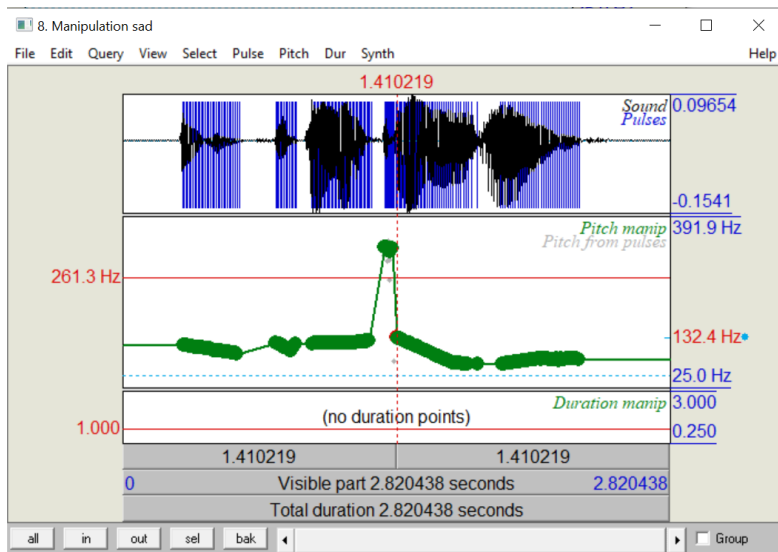 8. Manipulation sad
File Edit Query View Select Pulse Pitch Dur Synth Help
1.410219
Sound 0.09654
Pulses
-0.1541
Pitch manip 391.9 Hz
Pitch from pulses
261.3 Hz
132.4 Hz
25.0 Hz
Duration manip 3.000
(no duration points)
1.000
0.250
1.410219 1.410219
0 Visible part 2.820438 seconds 2.820438
Total duration 2.820438 seconds
all in out sel bak Group